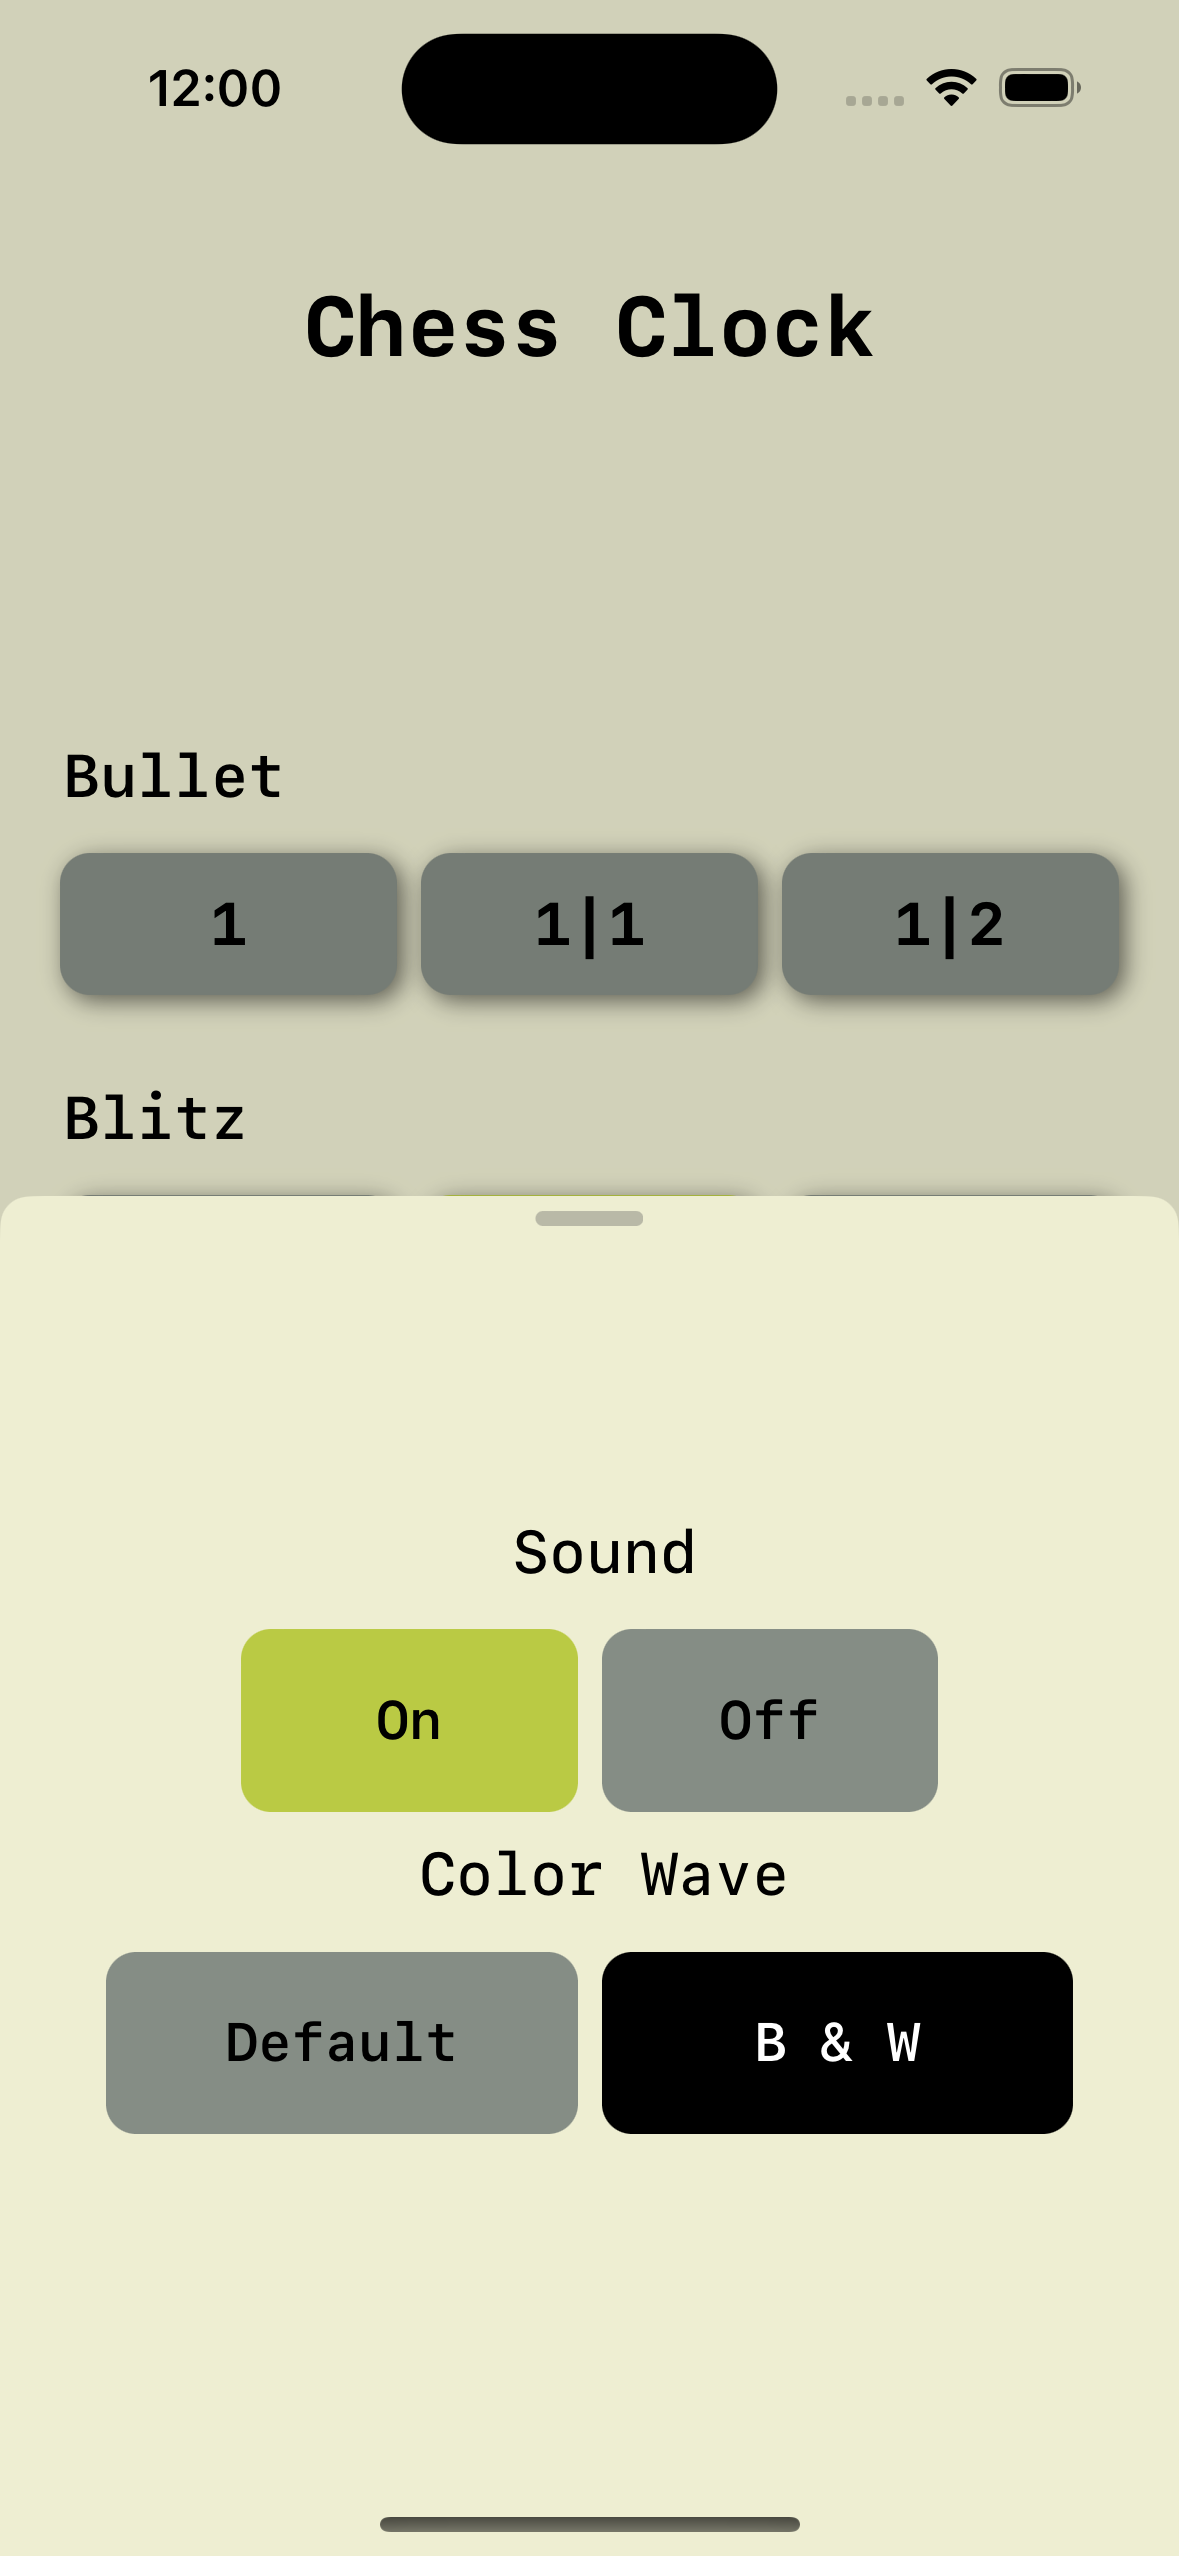 12:00
Chess Clock
Bullet
1 1|1 1|2
Blitz
Sound
On Off
Color Wave
Default B & W